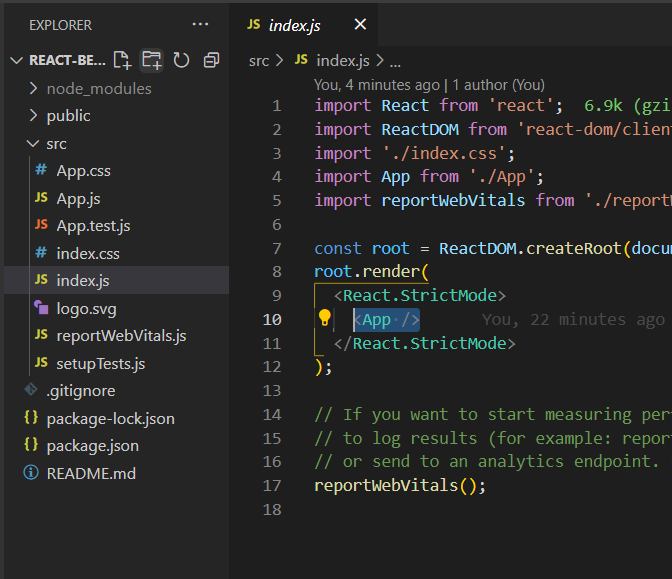 EXPLORER
REACT-BE...
node_modules
public
src
# App.css
JS App.js
JS App.test.js
# index.css
JS index.js
logo.svg
JS reportWebVitals.js
JS setupTests.js
.gitignore
{} package-lock.json
{} package.json
README.md
JS index.js
src > JS index.js > ...
You, 4 minutes ago | 1 author (You)
1 import React from 'react'; 6.9k (gzi
2 import ReactDOM from 'react-dom/clien
3 import './index.css';
4 import App from './App';
5 import reportWebVitals from './reportW
6
7 const root = ReactDOM.createRoot(docu
8 root.render(
9 <React.StrictMode>
10 <App /> You, 22 minutes ago
11 </React.StrictMode>
12 );
13
14 // If you want to start measuring per
15 // to log results (for example: repor
16 // or send to an analytics endpoint.
17 reportWebVitals();
18